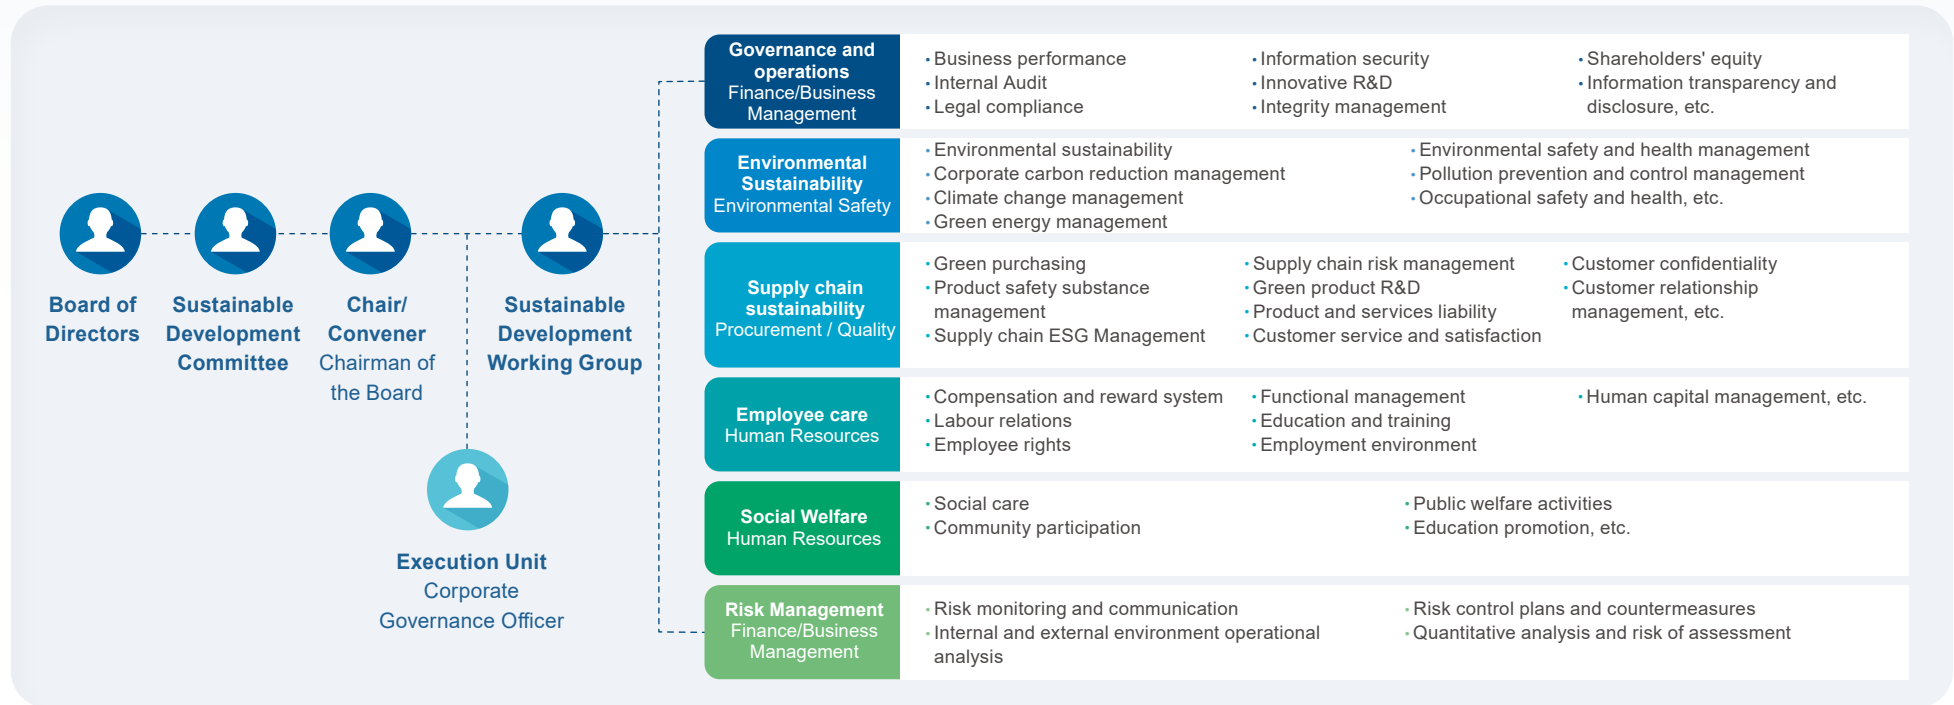 Board of
Directors
Sustainable
Development
Committee
Chair/
Convener
Chairman of
the Board
Sustainable
Development
Working Group
Execution Unit
Corporate
Governance Officer
Governance and
operations
Finance/Business
Management
• Business performance
• Internal Audit
• Legal compliance
• Information security
• Innovative R&D
• Integrity management
• Shareholders' equity
• Information transparency and
disclosure, etc.
Environmental
Sustainability
Environmental Safety
• Environmental sustainability
• Corporate carbon reduction management
• Climate change management
• Green energy management
• Environmental safety and health management
• Pollution prevention and control management
• Occupational safety and health, etc.
Supply chain
sustainability
Procurement / Quality
• Green purchasing
• Product safety substance
management
• Supply chain ESG Management
• Supply chain risk management
• Green product R&D
• Product and services liability
• Customer service and satisfaction
• Customer confidentiality
• Customer relationship
management, etc.
Employee care
Human Resources
• Compensation and reward system
• Labour relations
• Employee rights
• Functional management
• Education and training
• Employment environment
• Human capital management, etc.
Social Welfare
Human Resources
• Social care
• Community participation
• Public welfare activities
• Education promotion, etc.
Risk Management
Finance/Business
Management
• Risk monitoring and communication
• Internal and external environment operational
analysis
• Risk control plans and countermeasures
• Quantitative analysis and risk of assessment